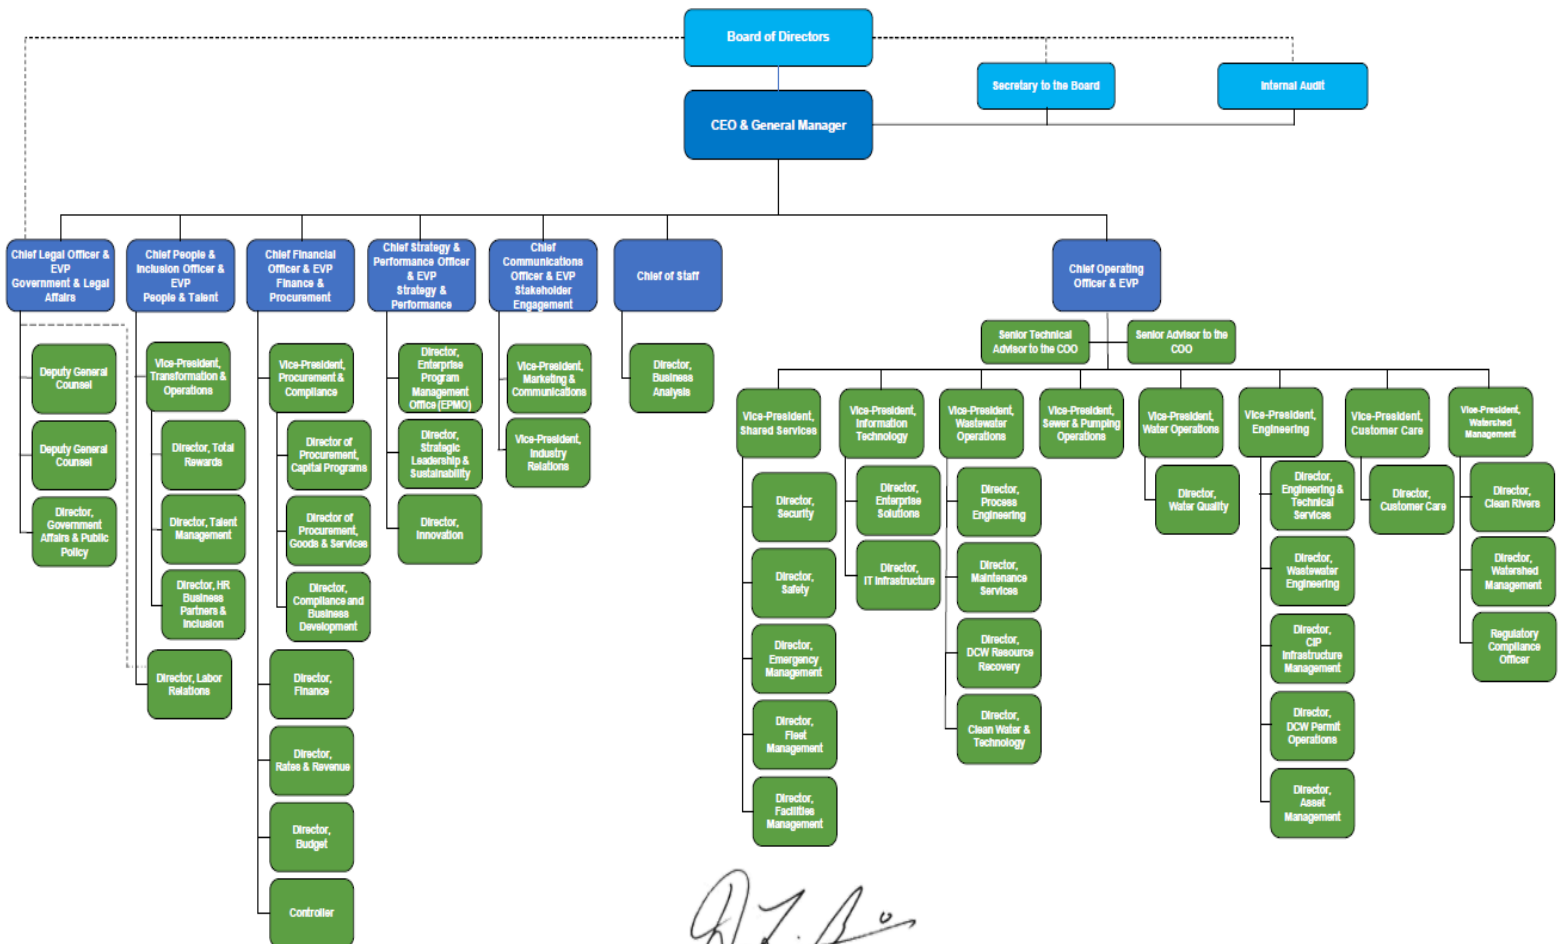 Board of Directors
Secretary to the Board
Internal Audit
CEO & General Manager
Chief Legal Officer &
EVP
Government & Legal
Affairs
Chief People &
Inclusion Officer &
EVP
People & Talent
Chief Financial
Officer & EVP
Finance &
Procurement
Chief Strategy &
Performance Officer
& EVP
Strategy &
Performance
Chief
Communications
Officer & EVP
Stakeholder
Engagement
Chief of Staff
Chief Operating
Officer & EVP
Senior Technical
Advisor to the COO
Senior Advisor to the
COO
Deputy General
Counsel
Deputy General
Counsel
Director,
Government
Affairs & Public
Policy
Vice-President,
Transformation &
Operations
Director, Total
Rewards
Director, Talent
Management
Director, HR
Business
Partners &
Inclusion
Director, Labor
Relations
Vice-President,
Procurement &
Compliance
Director of
Procurement,
Capital Programs
Director of
Procurement,
Goods & Services
Director,
Compliance and
Business
Development
Director,
Finance
Director,
Rates & Revenue
Director,
Budget
Controller
Director,
Enterprise
Program
Management
Office (EPMO)
Director,
Strategic
Leadership &
Sustainability
Director,
Innovation
Vice-President,
Marketing &
Communications
Vice-President,
Industry
Relations
Director,
Business
Analysis
Vice-President,
Shared Services
Director,
Security
Director,
Safety
Director,
Emergency
Management
Director,
Fleet
Management
Director,
Facilities
Management
Vice-President,
Information
Technology
Director,
Enterprise
Solutions
Director,
IT Infrastructure
Vice-President,
Wastewater
Operations
Director,
Process
Engineering
Director,
Maintenance
Services
Director,
DCW Resource
Recovery
Director,
Clean Water &
Technology
Vice-President,
Sewer & Pumping
Operations
Vice-President,
Water Operations
Director,
Water Quality
Vice-President,
Engineering
Director,
Engineering &
Technical
Services
Director,
Wastewater
Engineering
Director,
CIP
Infrastructure
Management
Director,
DCW Permit
Operations
Director,
Asset
Management
Vice-President,
Customer Care
Director,
Customer Care
Vice-President,
Watershed
Management
Director,
Clean Rivers
Director,
Watershed
Management
Regulatory
Compliance
Officer